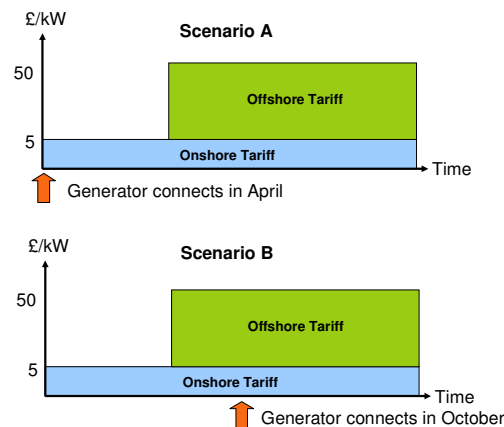 £/kW
Scenario A
50
Offshore Tariff
5
Onshore Tariff
Time
Generator connects in April
£/kW
Scenario B
50
Offshore Tariff
5
Onshore Tariff
Time
Generator connects in October